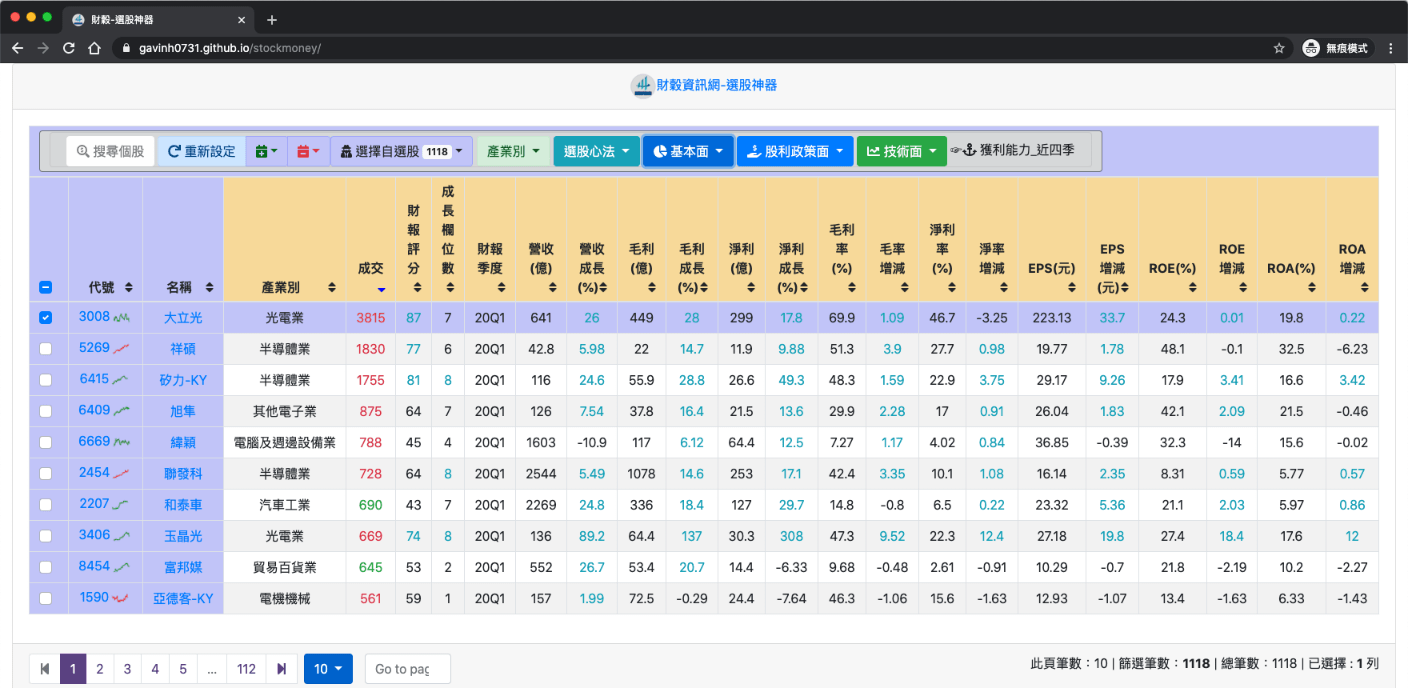 財穀-選股神器
gavinh0731.github.io/stockmoney/
無痕模式
財穀資訊網-選股神器
搜尋個股 重新設定 選擇自選股 1118 產業別 選股心法 基本面 股利政策面 技術面 獲利能力_近四季
代號 名稱 產業別 成交 財報評分 成長欄位數 財報季度 營收(億) 營收成長(%) 毛利(億) 毛利成長(%) 淨利(億) 淨利成長(%) 毛利率(%) 毛率增減 淨利率(%) 淨率增減 EPS(元) EPS增減(元) ROE(%) ROE增減 ROA(%) ROA增減
3008 大立光 光電業 3815 87 7 20Q1 641 26 449 28 299 17.8 69.9 1.09 46.7 -3.25 223.13 33.7 24.3 0.01 19.8 0.22
5269 祥碩 半導體業 1830 77 6 20Q1 42.8 5.98 22 14.7 11.9 9.88 51.3 3.9 27.7 0.98 19.77 1.78 48.1 -0.1 32.5 -6.23
6415 矽力-KY 半導體業 1755 81 8 20Q1 116 24.6 55.9 28.8 26.6 49.3 48.3 1.59 22.9 3.75 29.17 9.26 17.9 3.41 16.6 3.42
6409 旭隼 其他電子業 875 64 7 20Q1 126 7.54 37.8 16.4 21.5 13.6 29.9 2.28 17 0.91 26.04 1.83 42.1 2.09 21.5 -0.46
6669 緯穎 電腦及週邊設備業 788 45 4 20Q1 1603 -10.9 117 6.12 64.4 12.5 7.27 1.17 4.02 0.84 36.85 -0.39 32.3 -14 15.6 -0.02
2454 聯發科 半導體業 728 64 8 20Q1 2544 5.49 1078 14.6 253 17.1 42.4 3.35 10.1 1.08 16.14 2.35 8.31 0.59 5.77 0.57
2207 和泰車 汽車工業 690 43 7 20Q1 2269 24.8 336 18.4 127 29.7 14.8 -0.8 6.5 0.22 23.32 5.36 21.1 2.03 5.97 0.86
3406 玉晶光 光電業 669 74 8 20Q1 136 89.2 64.4 137 30.3 308 47.3 9.52 22.3 12.4 27.18 19.8 27.4 18.4 17.6 12
8454 富邦媒 貿易百貨業 645 53 2 20Q1 552 26.7 53.4 20.7 14.4 -6.33 9.68 -0.48 2.61 -0.91 10.29 -0.7 21.8 -2.19 10.2 -2.27
1590 亞德客-KY 電機機械 561 59 1 20Q1 157 1.99 72.5 -0.29 24.4 -7.64 46.3 -1.06 15.6 -1.63 12.93 -1.07 13.4 -1.63 6.33 -1.43
1 2 3 4 5 ... 112 10 Go to pag
此頁筆數：10 | 篩選筆數：1118 | 總筆數：1118 | 已選擇 : 1 列